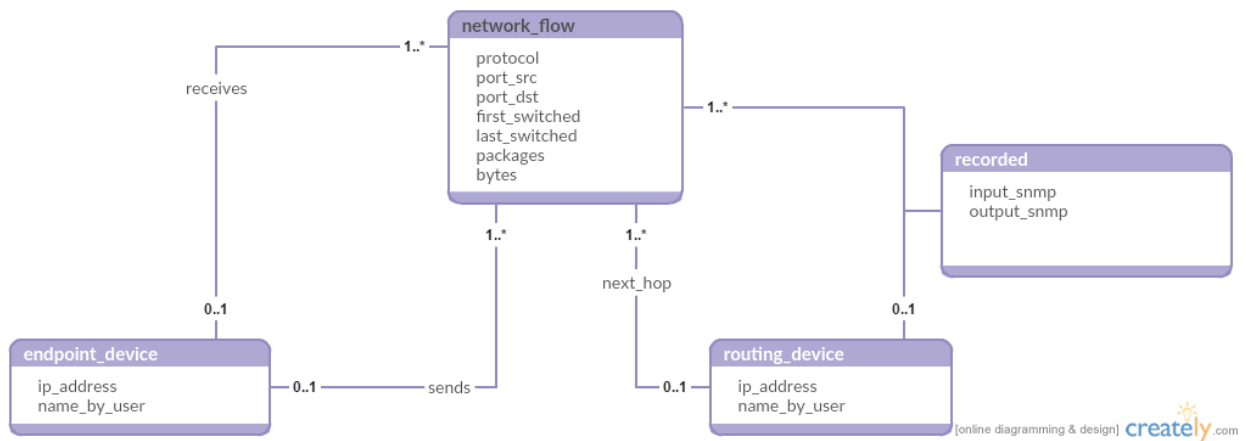 network_flow
protocol
port_src
port_dst
first_switched
last_switched
packages
bytes
1..*
receives
0..1
1..*
recorded
input_snmp
output_snmp
1..*
1..*
next_hop
0..1
endpoint_device
ip_address
name_by_user
0..1
sends
0..1
routing_device
ip_address
name_by_user
[online diagramming & design] creately.com